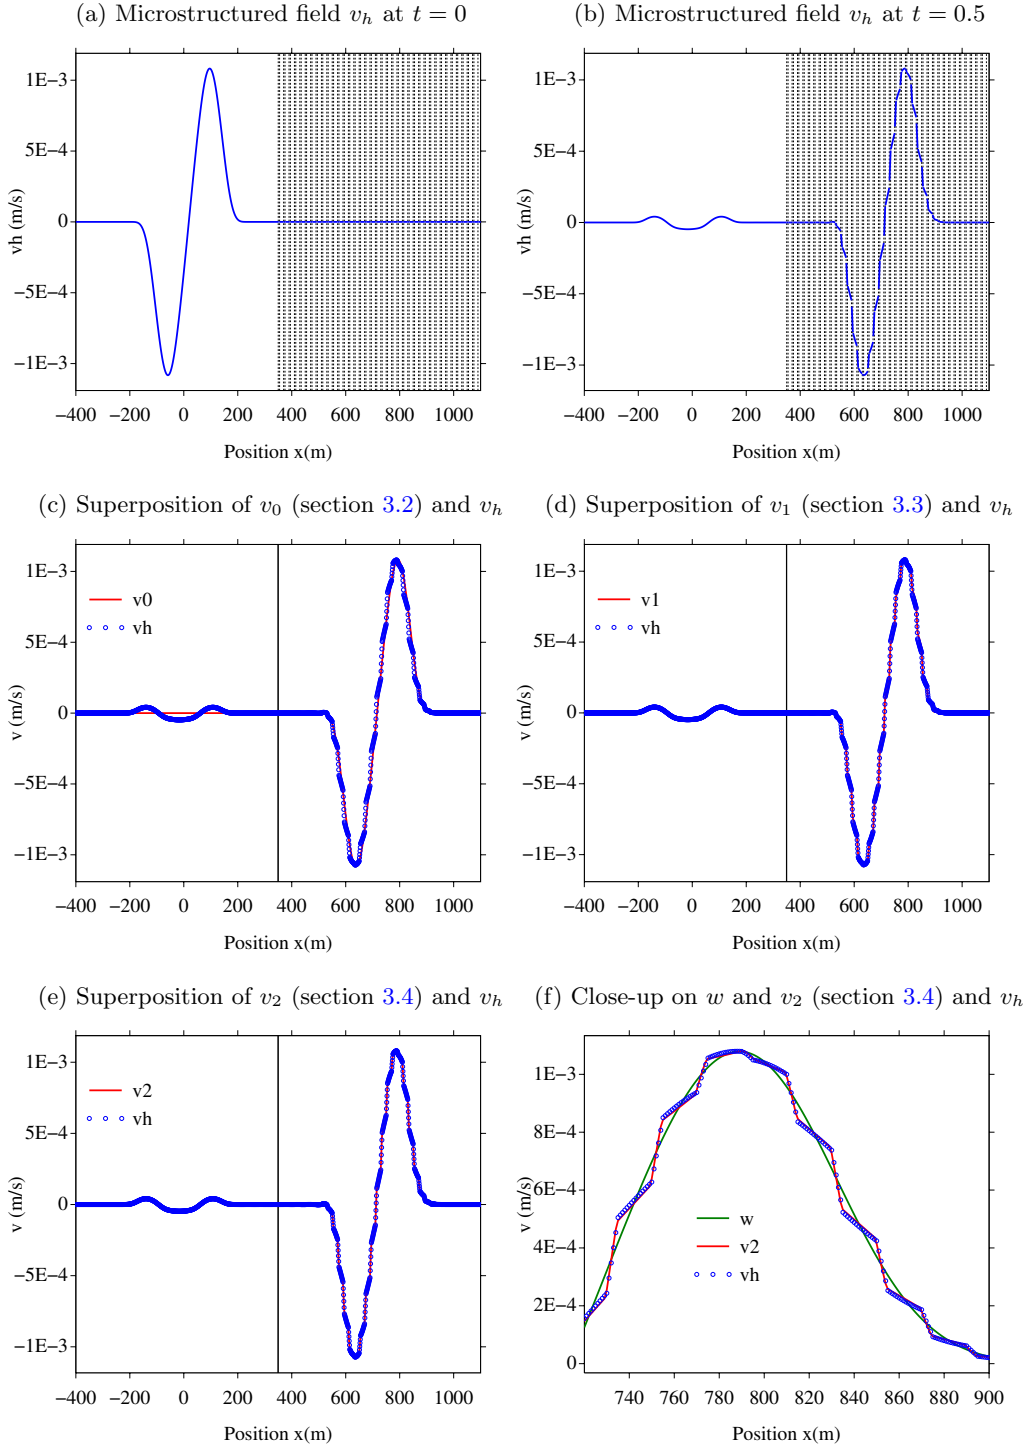 (a) Microstructured field vh at t = 0
1E−3
5E−4
0
−5E−4
−1E−3
vh (m/s)
−400 −200 0 200 400 600 800 1000
Position x(m)
(b) Microstructured field vh at t = 0.5
1E−3
5E−4
0
−5E−4
−1E−3
vh (m/s)
−400 −200 0 200 400 600 800 1000
Position x(m)
(c) Superposition of v0 (section 3.2) and vh
1E−3
5E−4
0
−5E−4
−1E−3
v (m/s)
v0
vh
−400 −200 0 200 400 600 800 1000
Position x(m)
(d) Superposition of v1 (section 3.3) and vh
1E−3
5E−4
0
−5E−4
−1E−3
v (m/s)
v1
vh
−400 −200 0 200 400 600 800 1000
Position x(m)
(e) Superposition of v2 (section 3.4) and vh
1E−3
5E−4
0
−5E−4
−1E−3
v (m/s)
v2
vh
−400 −200 0 200 400 600 800 1000
Position x(m)
(f) Close-up on w and v2 (section 3.4) and vh
1E−3
8E−4
6E−4
4E−4
2E−4
0
v (m/s)
w
v2
vh
740 760 780 800 820 840 860 880 900
Position x(m)